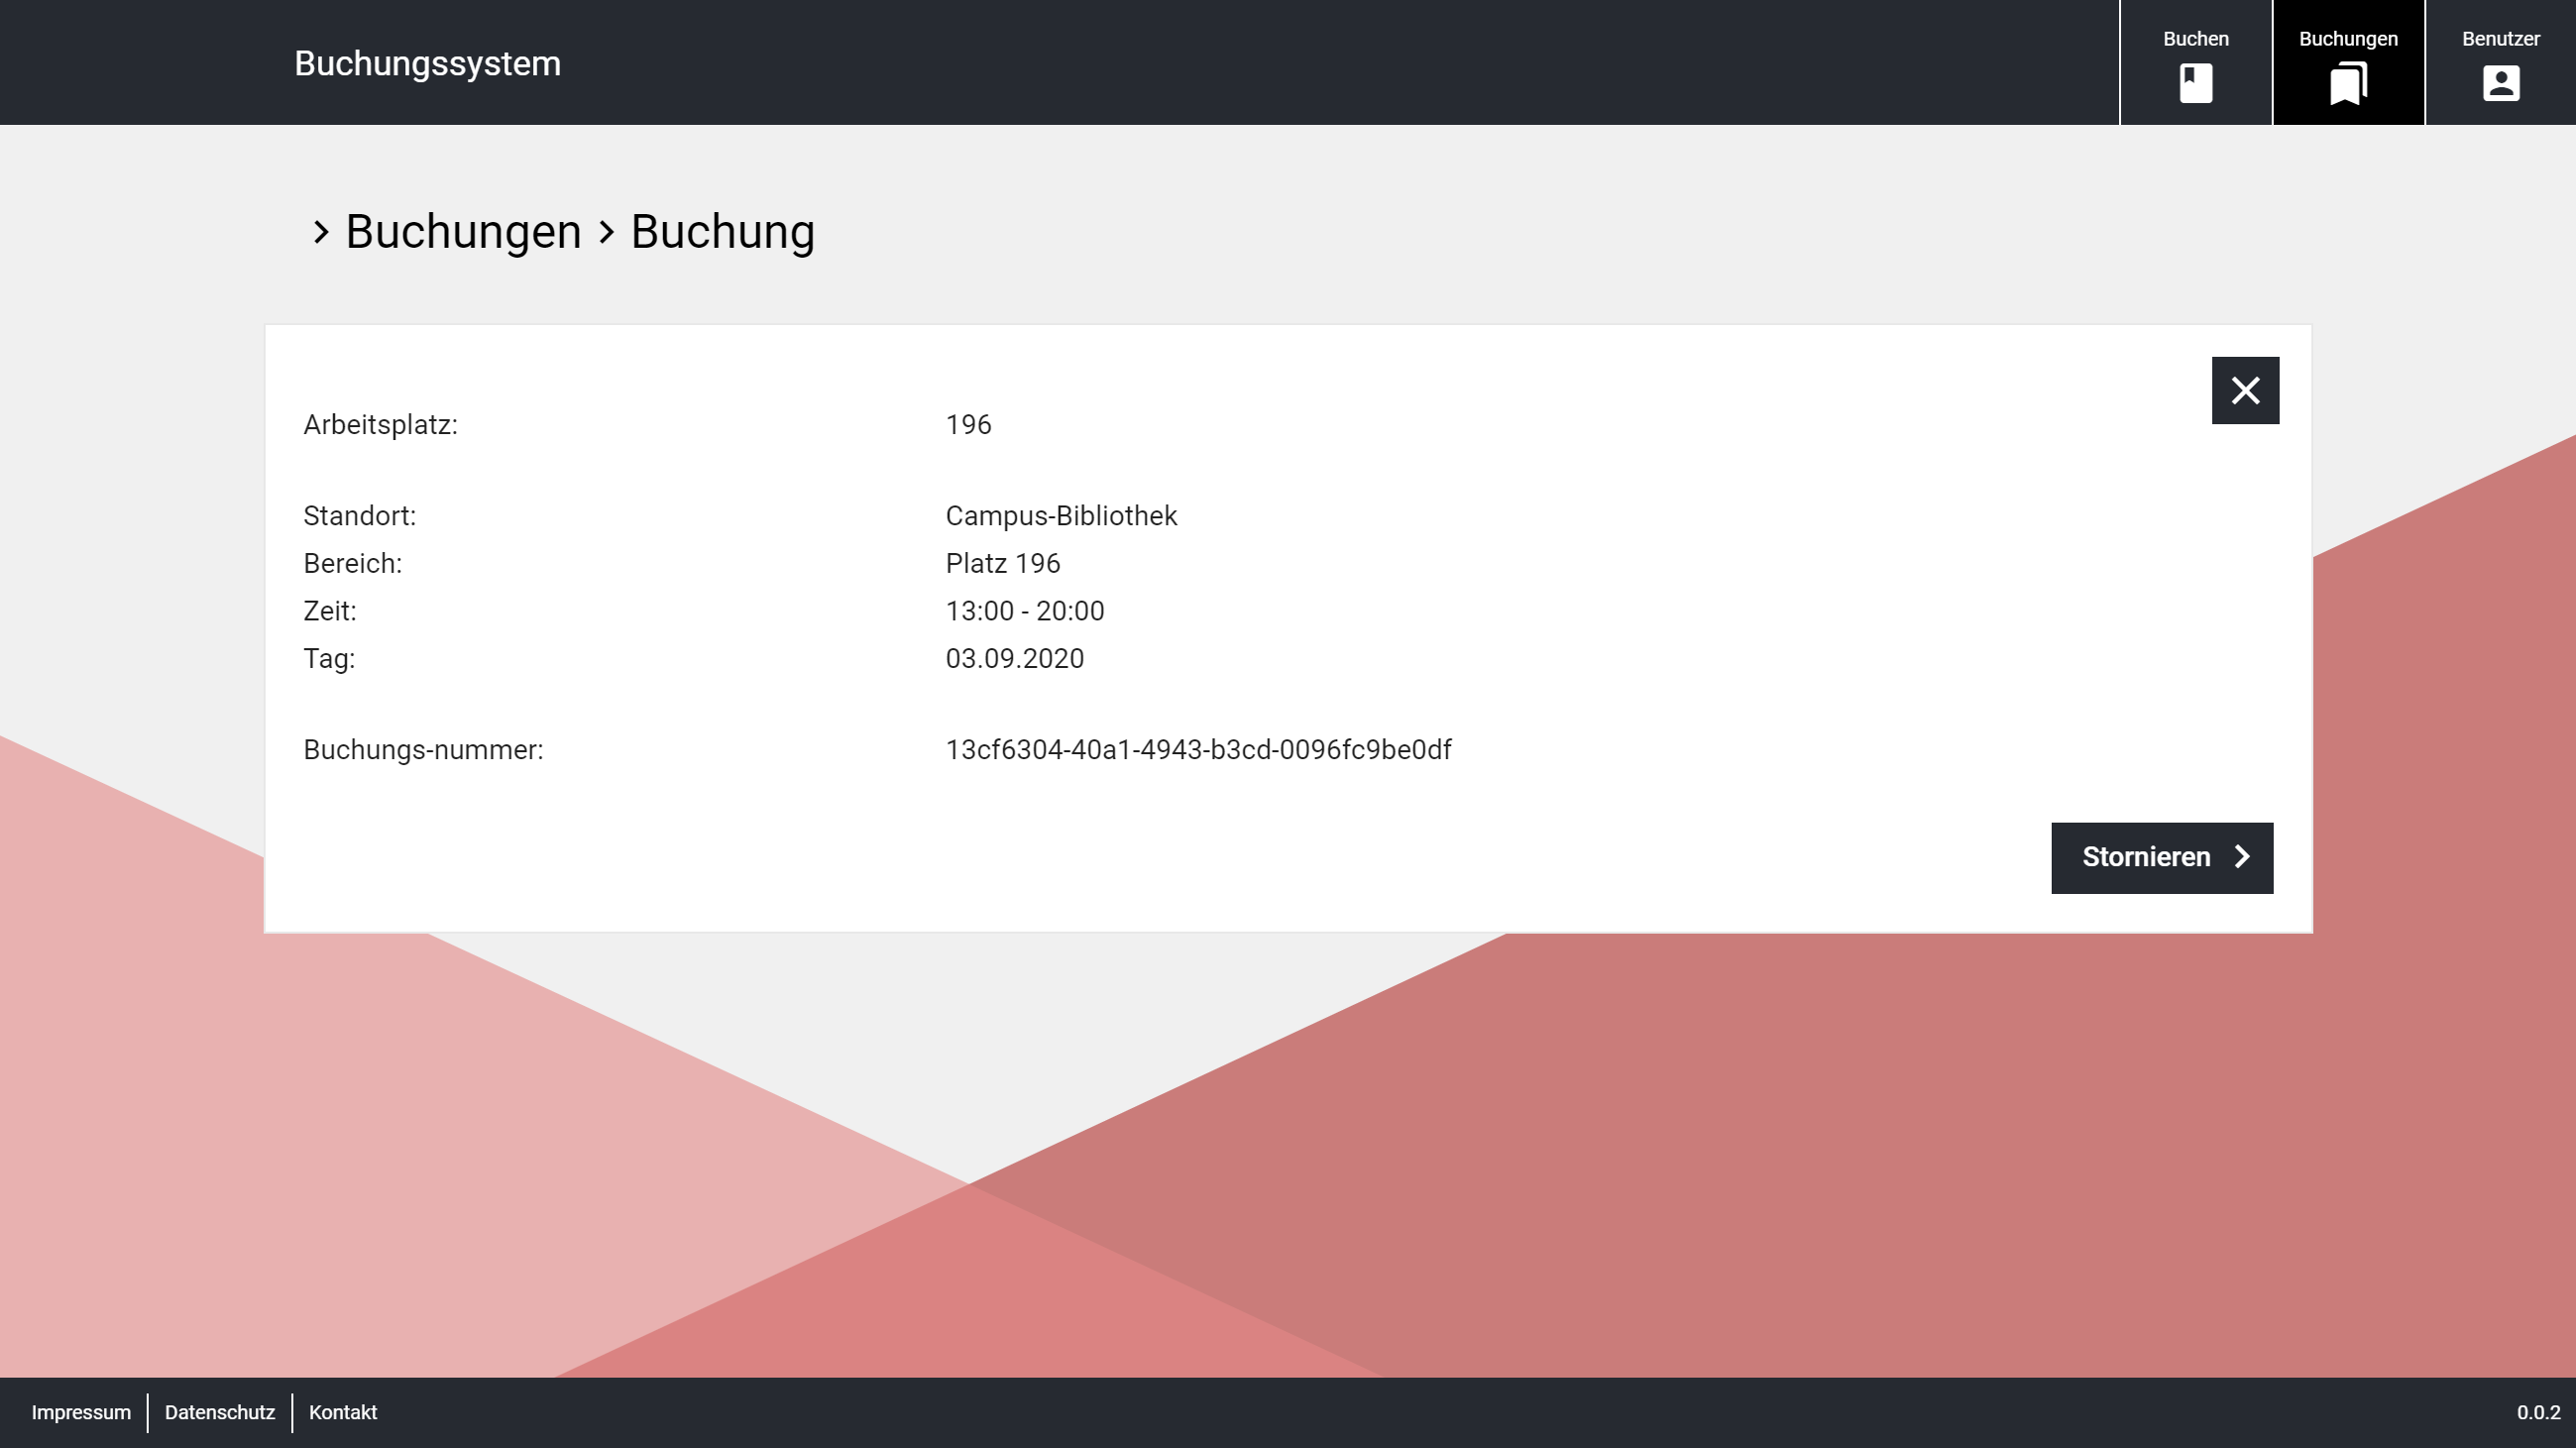 Buchungssystem
Buchen
Buchungen
Benutzer
Buchungen Buchung
Arbeitsplatz: 196
Standort: Campus-Bibliothek
Bereich: Platz 196
Zeit: 13:00 - 20:00
Tag: 03.09.2020
Buchungs-nummer: 13cf6304-40a1-4943-b3cd-0096fc9be0df
Stornieren
Impressum Datenschutz Kontakt 0.0.2